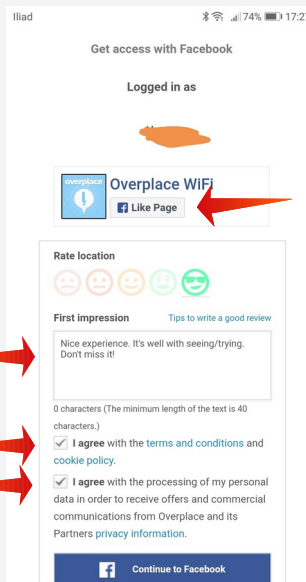 Iliad 74% 17:27
Get access with Facebook
Logged in as
overplace
Overplace WiFi
Like Page
Rate location
First impression Tips to write a good review
Nice experience. It's well with seeing/trying.
Don't miss it!
0 characters (The minimum length of the text is 40
characters.)
I agree with the terms and conditions and
cookie policy.
I agree with the processing of my personal
data in order to receive offers and commercial
communications from Overplace and its
Partners privacy information.
Continue to Facebook